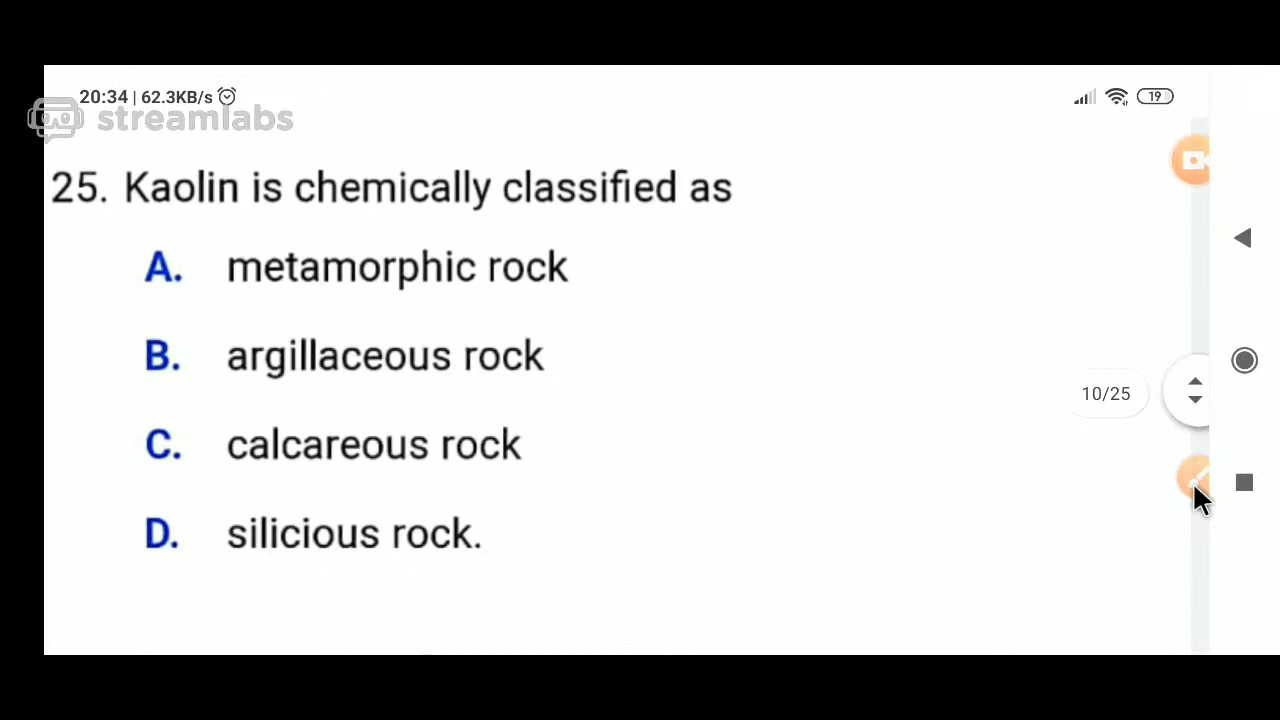 20:34 | 62.3KB/s
19
streamlabs
25. Kaolin is chemically classified as
A. metamorphic rock
B. argillaceous rock
10/25
C. calcareous rock
D. silicious rock.